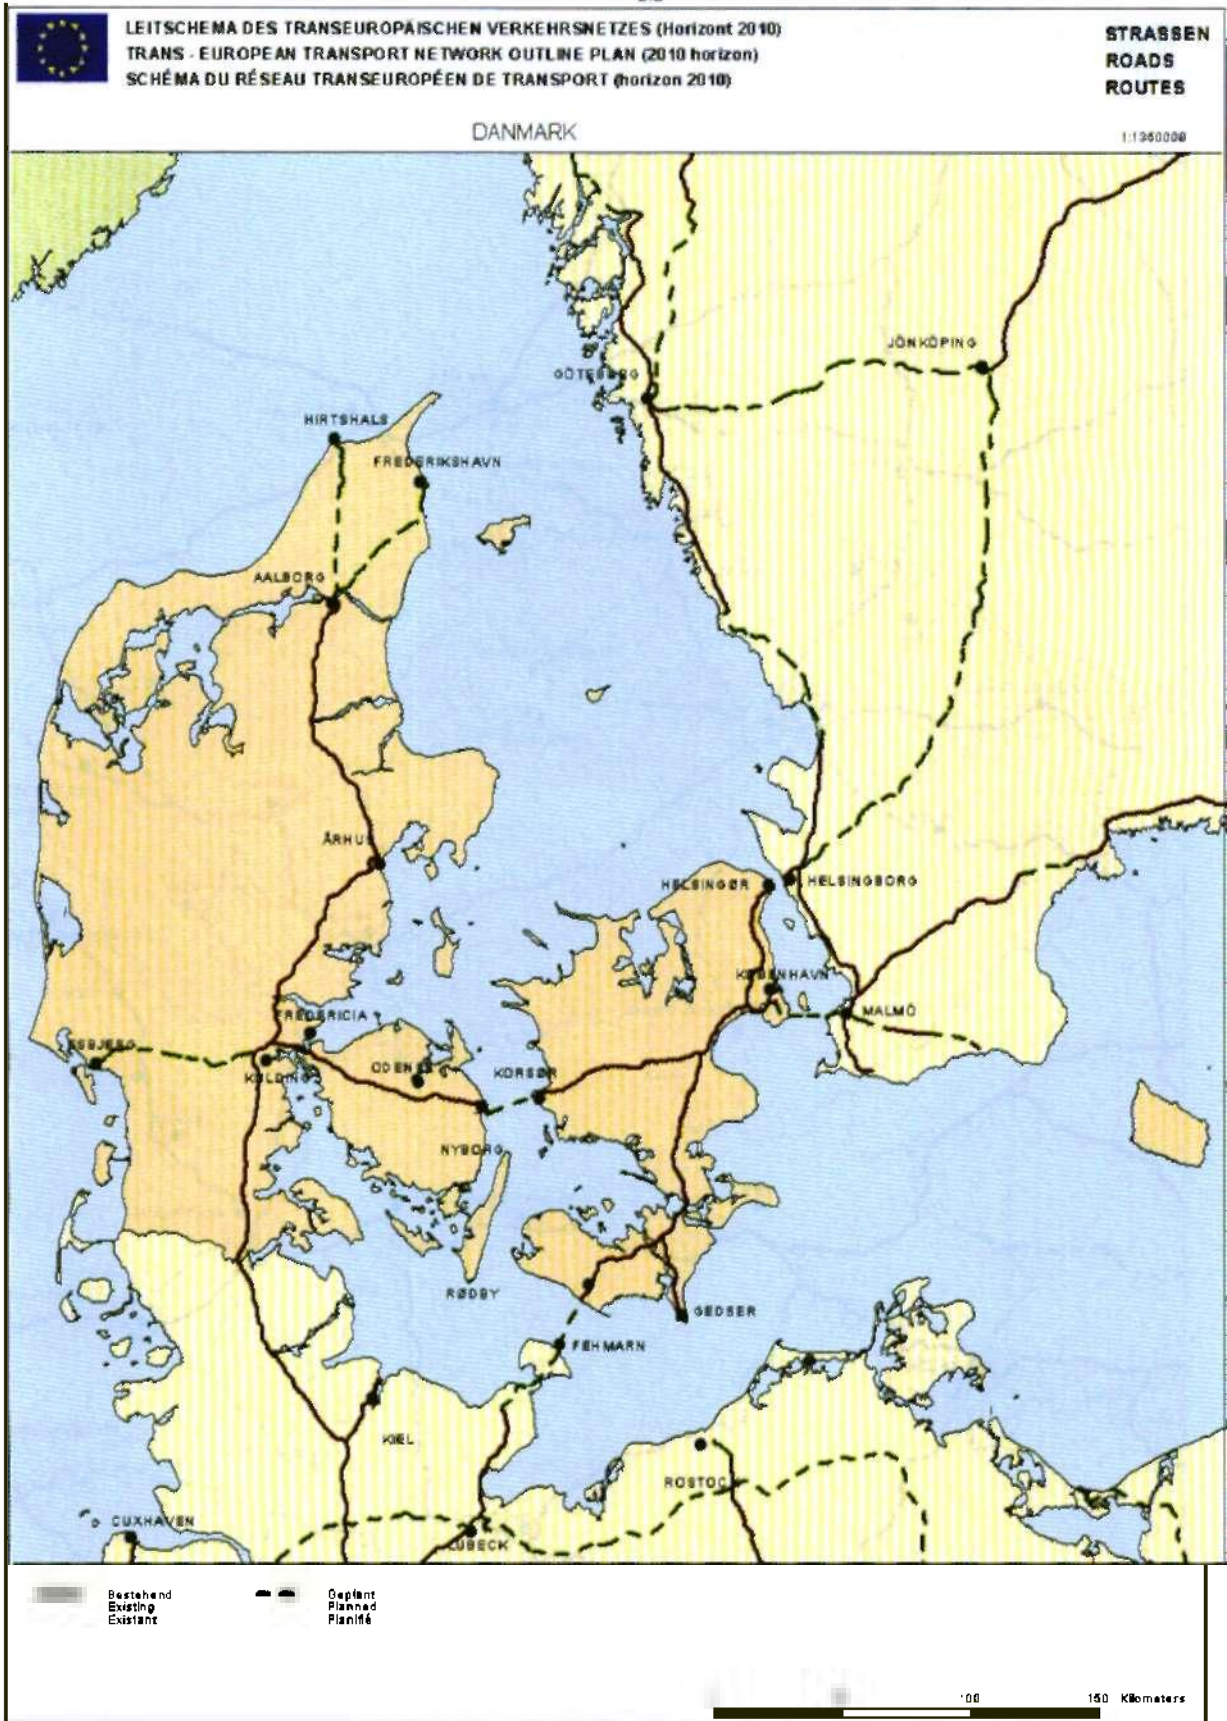 LEITSCHEMA DES TRANSEUROPÄISCHEN VERKEHRSNETZES (Horizont 2010)
TRANS - EUROPEAN TRANSPORT NETWORK OUTLINE PLAN (2010 horizon)
SCHÉMA DU RÉSEAU TRANSEUROPÉEN DE TRANSPORT (horizon 2010)
STRASSEN
ROADS
ROUTES
DANMARK
JÖNKÖPING
GÖTEBORG
HIRTSHALS
FREDERIKSHAVN
AALBORG
ÅRHUS
HELSINGØR
HELSINGBORG
KØBENHAVN
MALMÖ
FREDERICIA
ESBJERG
KOLDING
ODENSE
KORSØR
NYBORG
RØDBY
GEDSER
FEHMARN
KIEL
ROSTOC
CUXHAVEN
LÜBECK
Bestehend
Existing
Existant
Geplant
Planned
Planifié
100
150 Kilometers